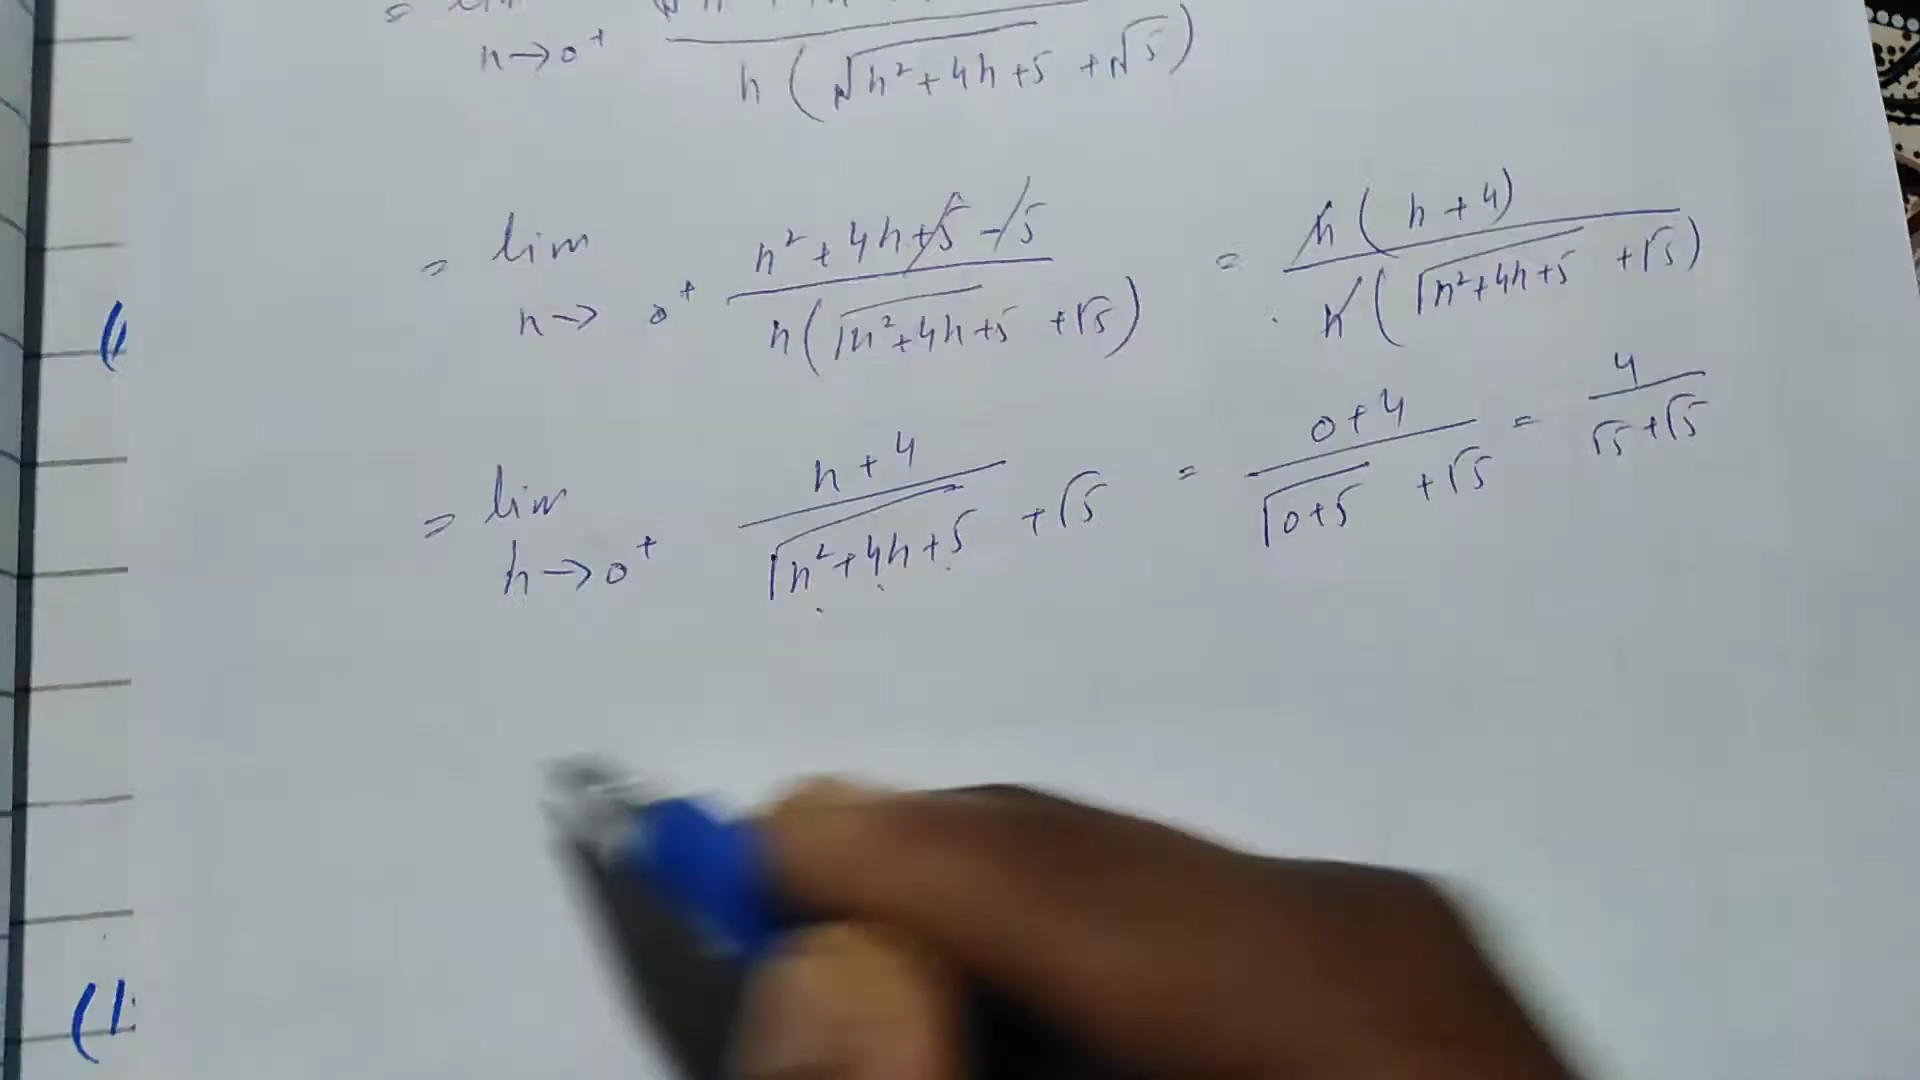 = lim
h→0⁺ h(√h²+4h+5 +√5)
= lim h→0⁺ h²+4h+5-5 / h(√h²+4h+5 +√5) = h(h+4) / h(√h²+4h+5 +√5)
= lim h→0⁺ h+4 / √h²+4h+5 +√5 = 0+4 / √0+5 +√5 = 4 / √5+√5